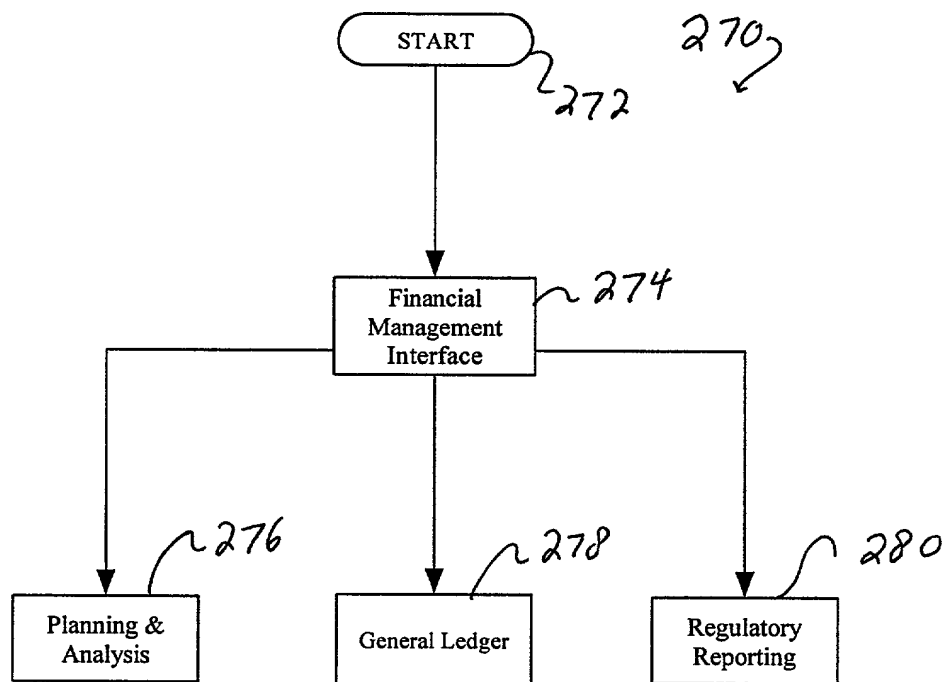 START
270
272
Financial
Management
Interface
274
276
278
280
Planning &
Analysis
General Ledger
Regulatory
Reporting